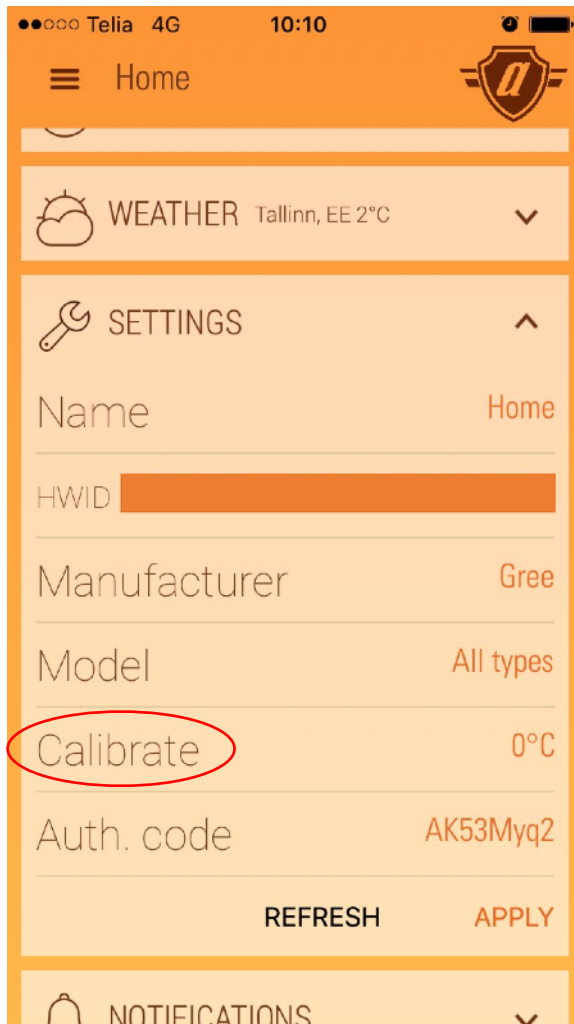 Telia 4G 10:10
Home
a
WEATHER Tallinn, EE 2°C
SETTINGS
Name Home
HWID
Manufacturer Gree
Model All types
Calibrate 0°C
Auth. code AK53Myq2
REFRESH APPLY
NOTIFICATIONS